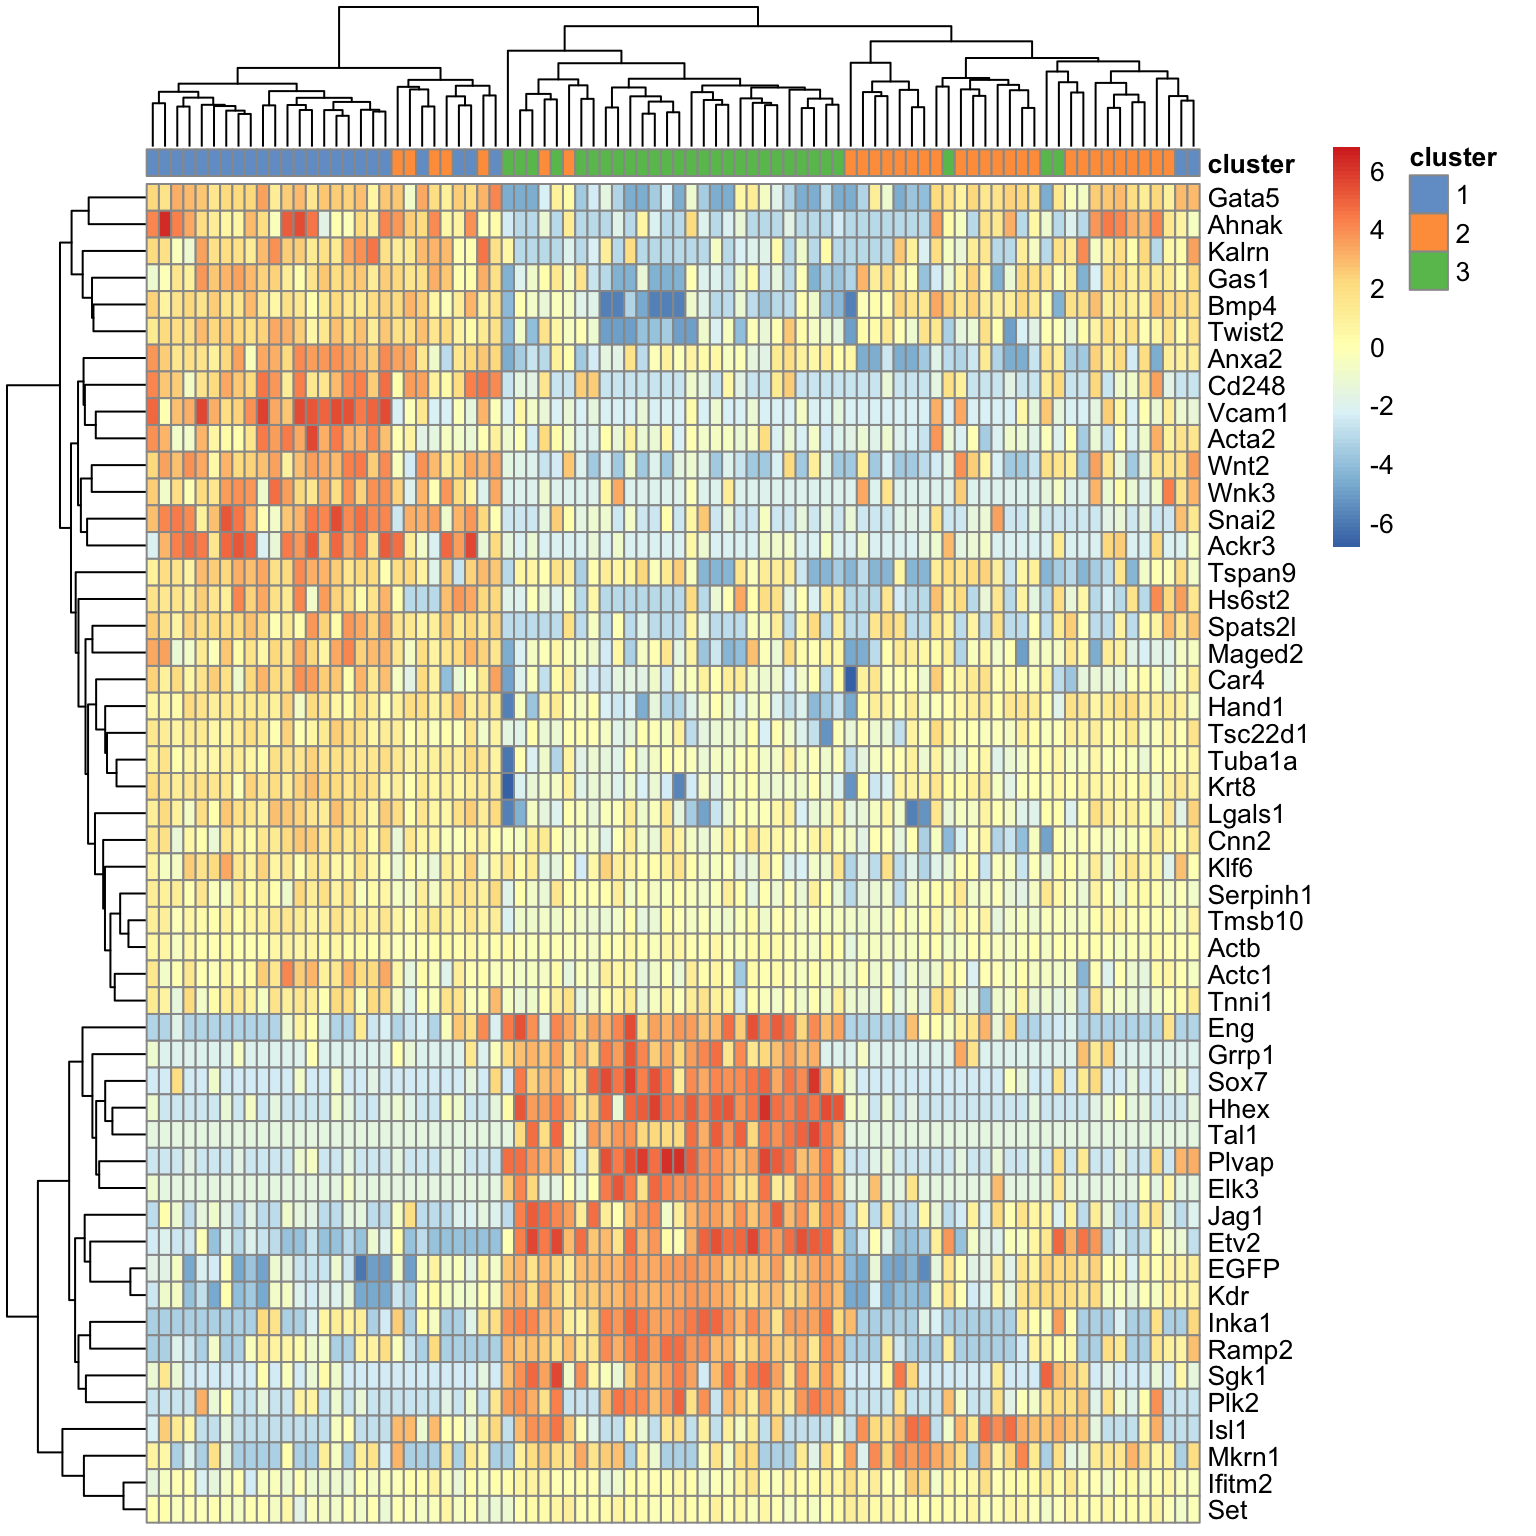 cluster
Gata5
Ahnak
Kalrn
Gas1
Bmp4
Twist2
Anxa2
Cd248
Vcam1
Acta2
Wnt2
Wnk3
Snai2
Ackr3
Tspan9
Hs6st2
Spats2l
Maged2
Car4
Hand1
Tsc22d1
Tuba1a
Krt8
Lgals1
Cnn2
Klf6
Serpinh1
Tmsb10
Actb
Actc1
Tnni1
Eng
Grrp1
Sox7
Hhex
Tal1
Plvap
Elk3
Jag1
Etv2
EGFP
Kdr
Inka1
Ramp2
Sgk1
Plk2
Isl1
Mkrn1
Ifitm2
Set
6
4
2
0
-2
-4
-6
cluster
1
2
3